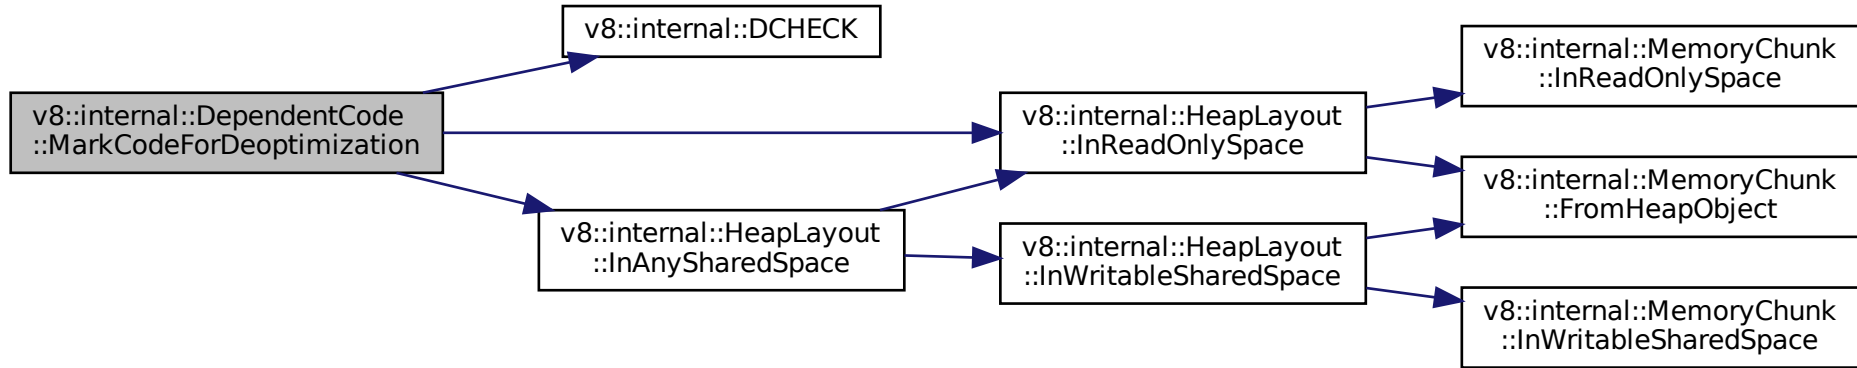 v8::internal::DependentCode
::MarkCodeForDeoptimization
v8::internal::DCHECK
v8::internal::HeapLayout
::InAnySharedSpace
v8::internal::HeapLayout
::InReadOnlySpace
v8::internal::HeapLayout
::InWritableSharedSpace
v8::internal::MemoryChunk
::InReadOnlySpace
v8::internal::MemoryChunk
::FromHeapObject
v8::internal::MemoryChunk
::InWritableSharedSpace